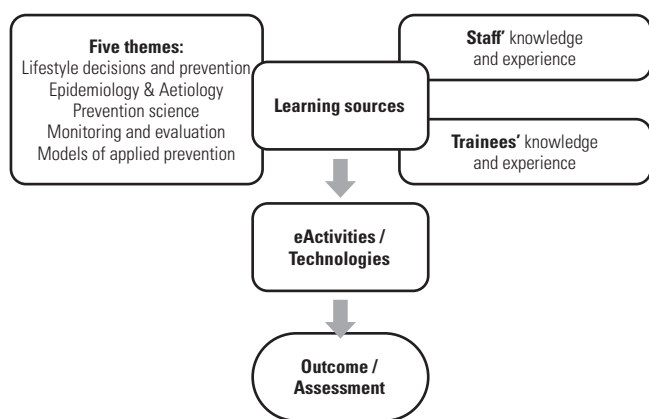 Five themes:
Lifestyle decisions and prevention
Epidemiology & Aetiology
Prevention science
Monitoring and evaluation
Models of applied prevention
Learning sources
Staff’ knowledge
and experience
Trainees’ knowledge
and experience
eActivities /
Technologies
Outcome /
Assessment